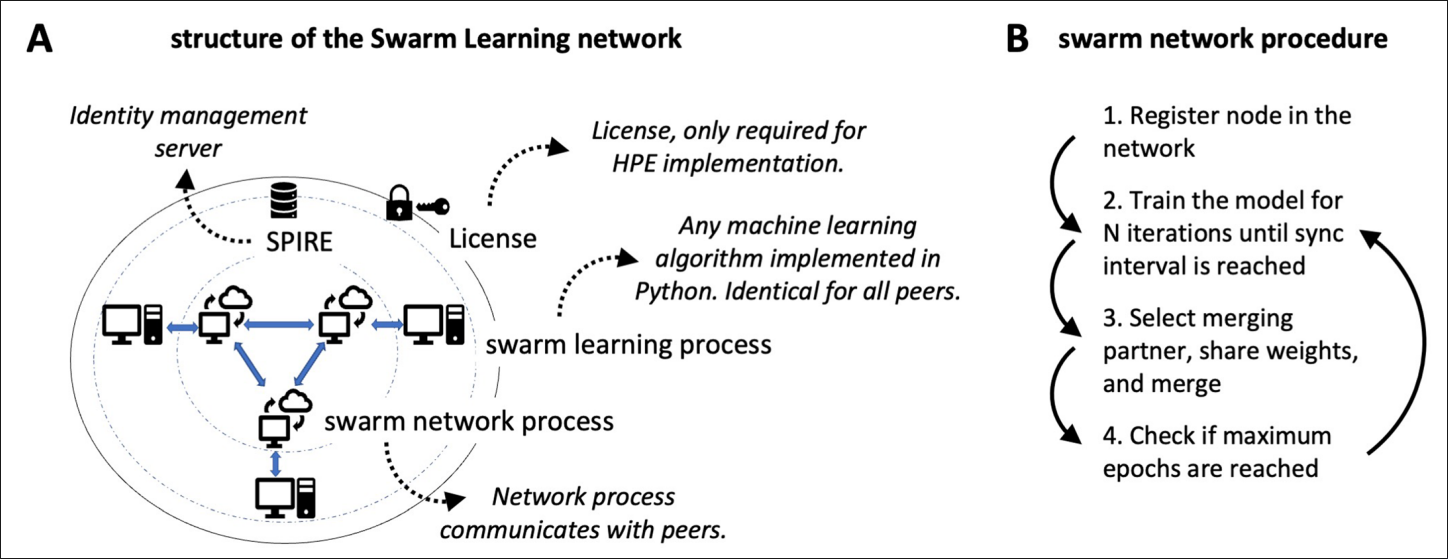 A
structure of the Swarm Learning network
Identity management
server
License, only required for
HPE implementation.
SPIRE
License
Any machine learning
algorithm implemented in
Python. Identical for all peers.
swarm learning process
swarm network process
Network process
communicates with peers.
B
swarm network procedure
1. Register node in the
network
2. Train the model for
N iterations until sync
interval is reached
3. Select merging
partner, share weights,
and merge
4. Check if maximum
epochs are reached